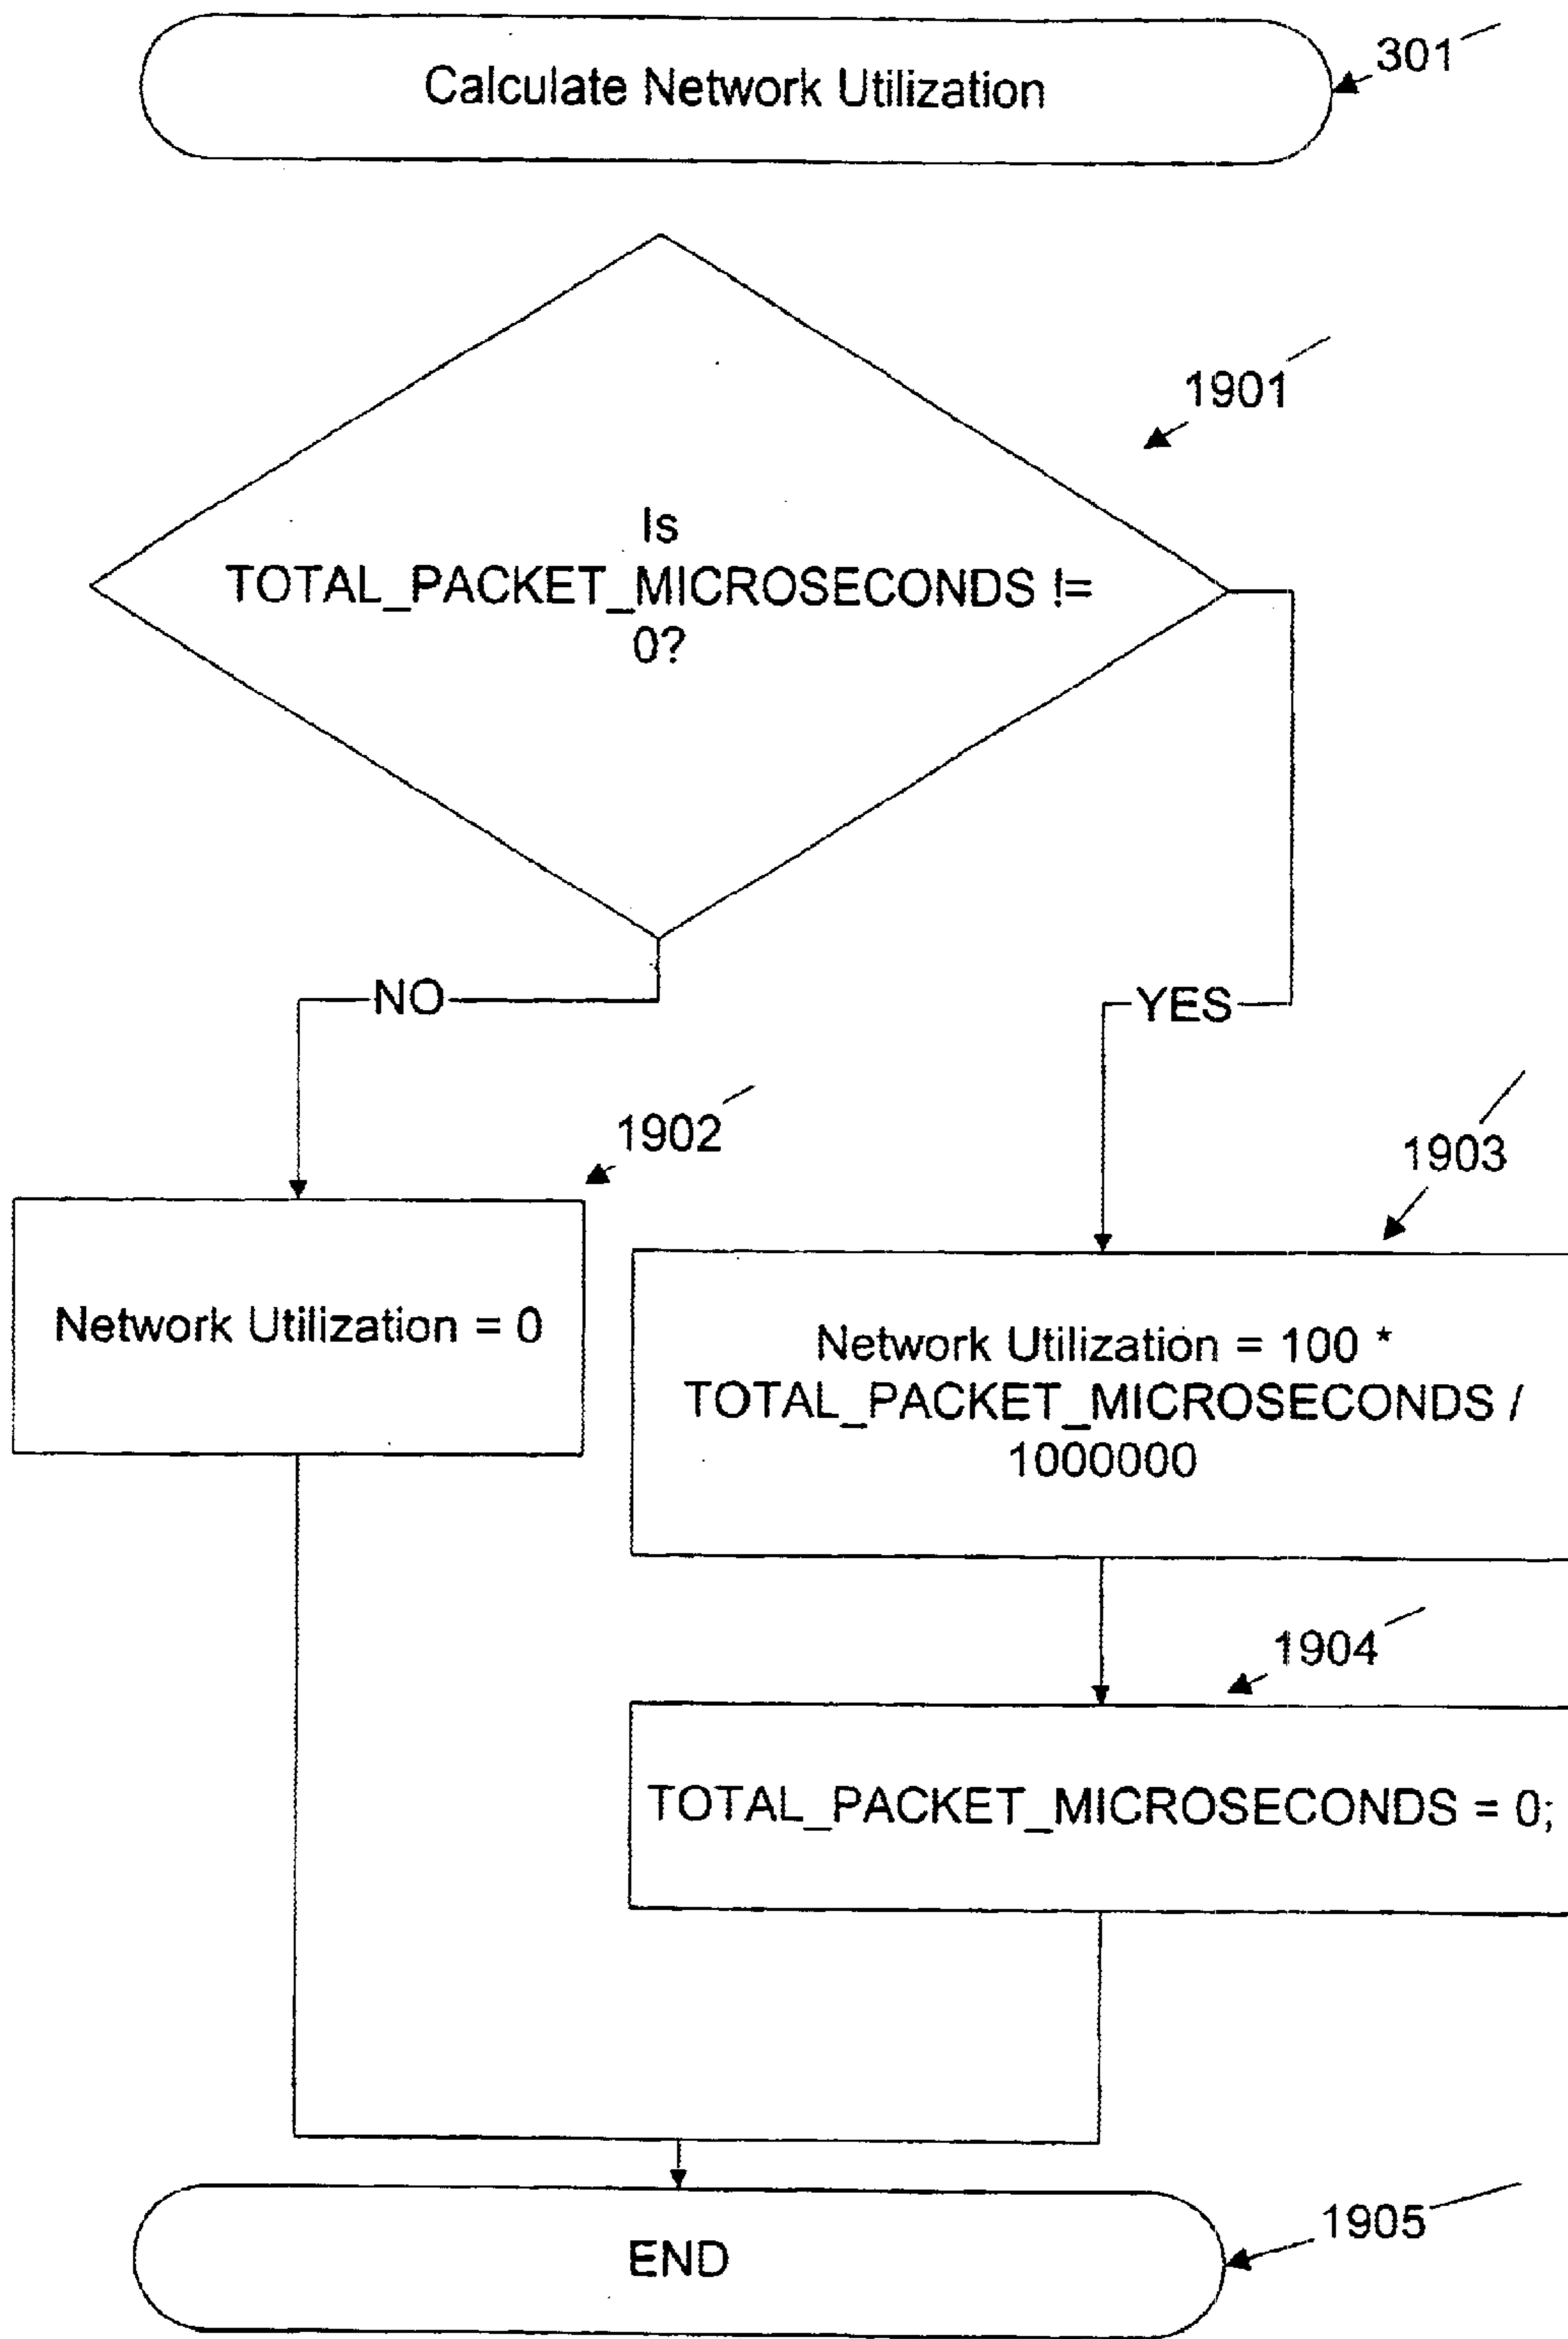 Calculate Network Utilization
301
1901
Is
TOTAL_PACKET_MICROSECONDS !=
0?
NO
YES
1902
1903
Network Utilization = 0
Network Utilization = 100 *
TOTAL_PACKET_MICROSECONDS /
1000000
1904
TOTAL_PACKET_MICROSECONDS = 0;
1905
END